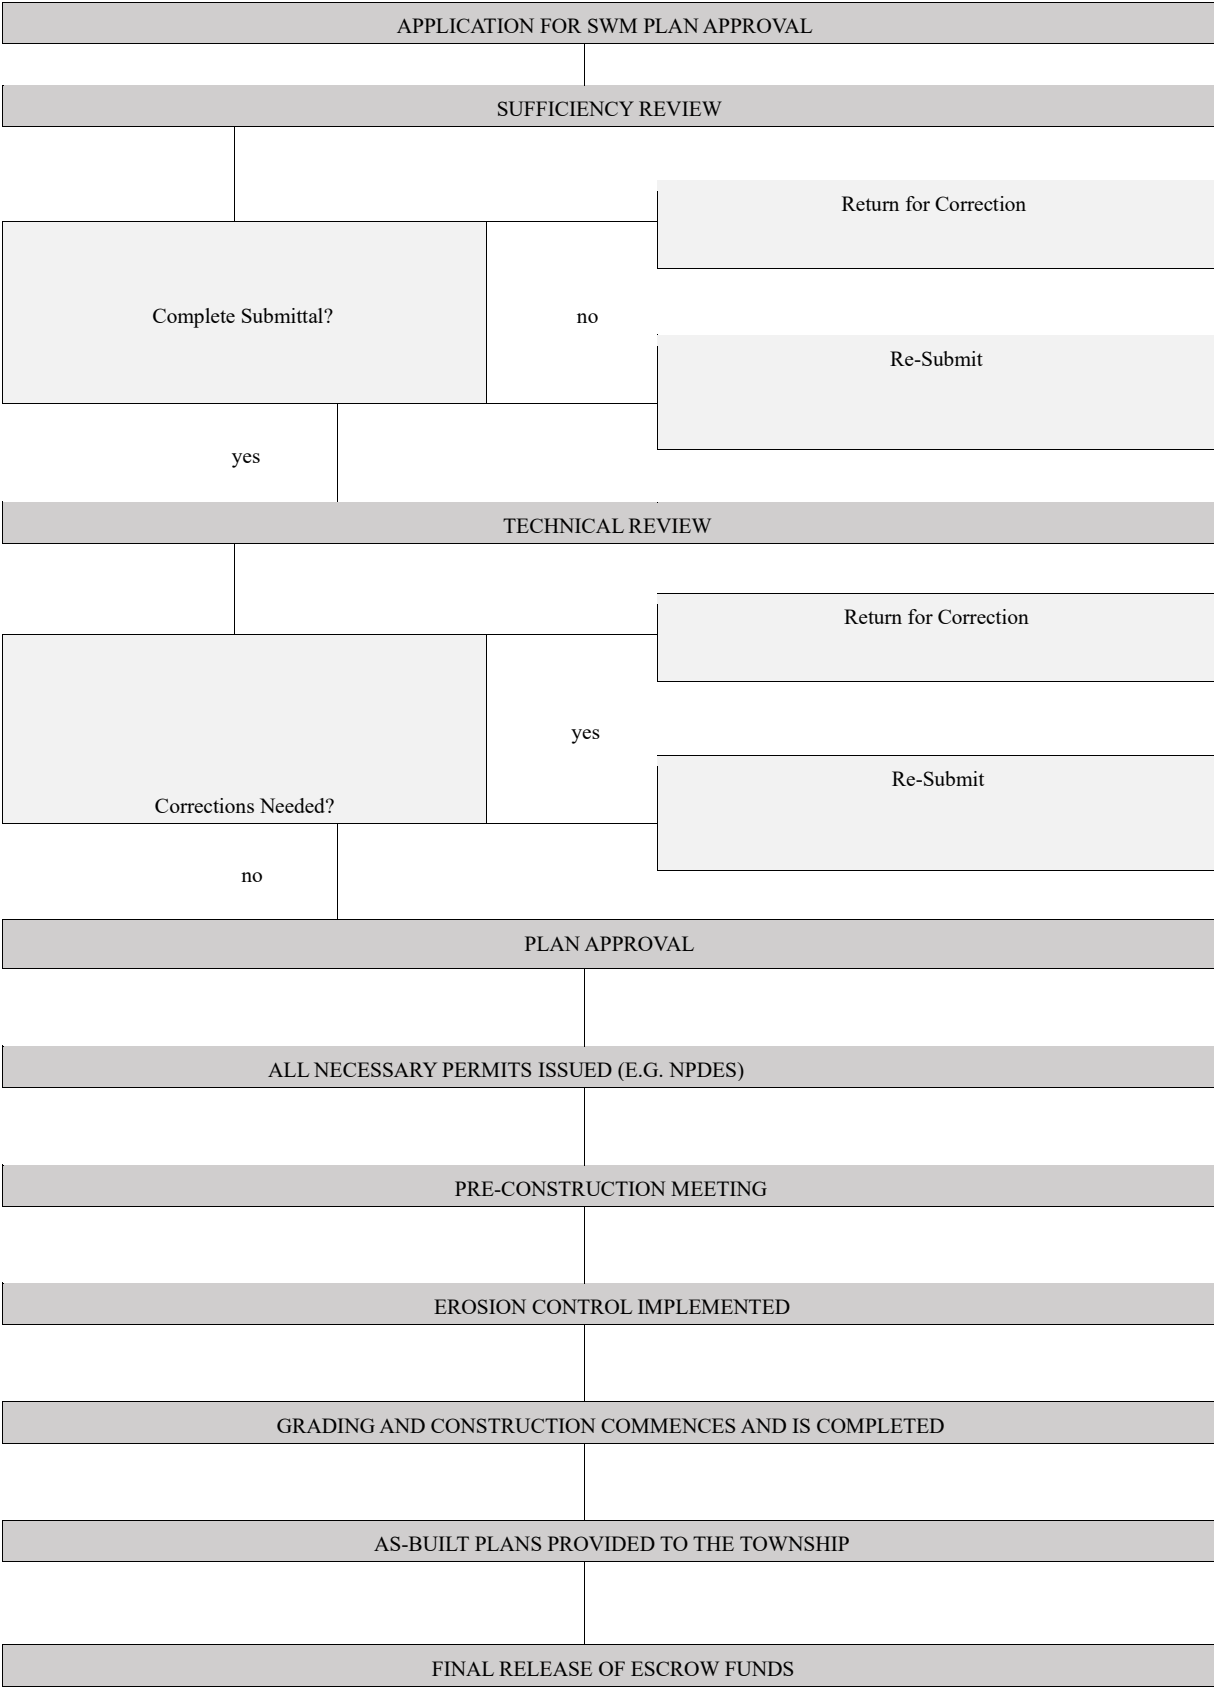 APPLICATION FOR SWM PLAN APPROVAL
SUFFICIENCY REVIEW
Return for Correction
Complete Submittal?
no
Re-Submit
yes
TECHNICAL REVIEW
Return for Correction
yes
Re-Submit
Corrections Needed?
no
PLAN APPROVAL
ALL NECESSARY PERMITS ISSUED (E.G. NPDES)
PRE-CONSTRUCTION MEETING
EROSION CONTROL IMPLEMENTED
GRADING AND CONSTRUCTION COMMENCES AND IS COMPLETED
AS-BUILT PLANS PROVIDED TO THE TOWNSHIP
FINAL RELEASE OF ESCROW FUNDS